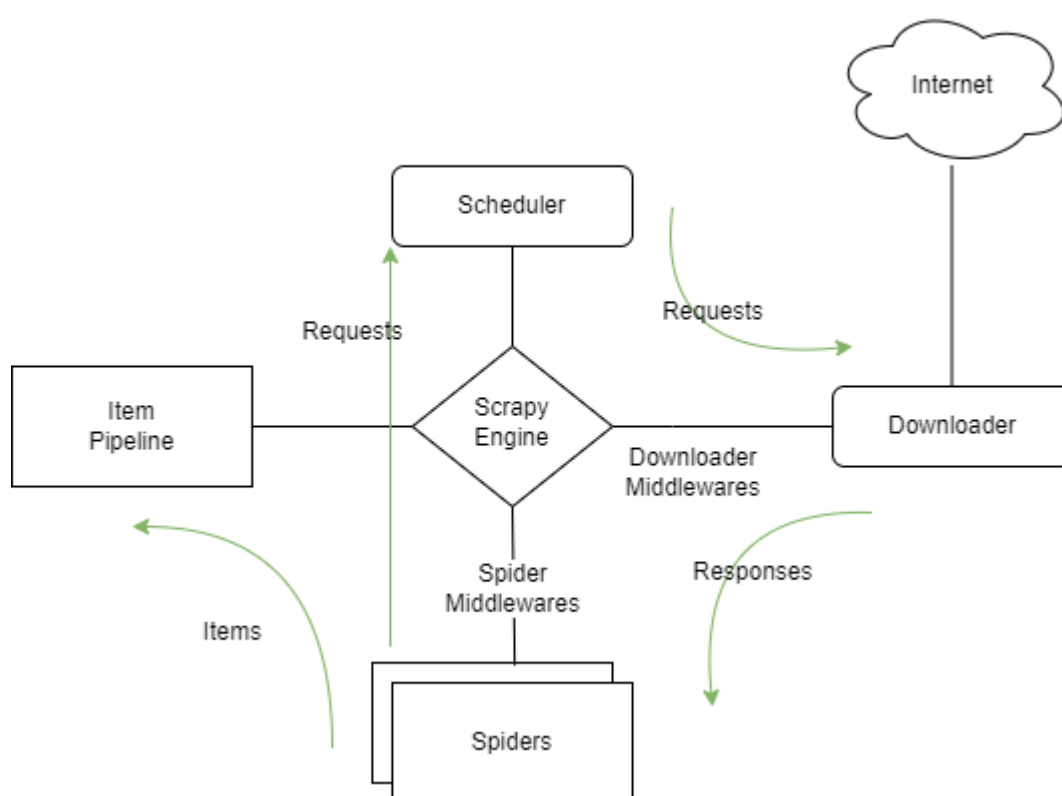 Internet
Scheduler
Requests
Requests
Item
Pipeline
Scrapy
Engine
Downloader
Downloader
Middlewares
Spider
Middlewares
Responses
Items
Spiders